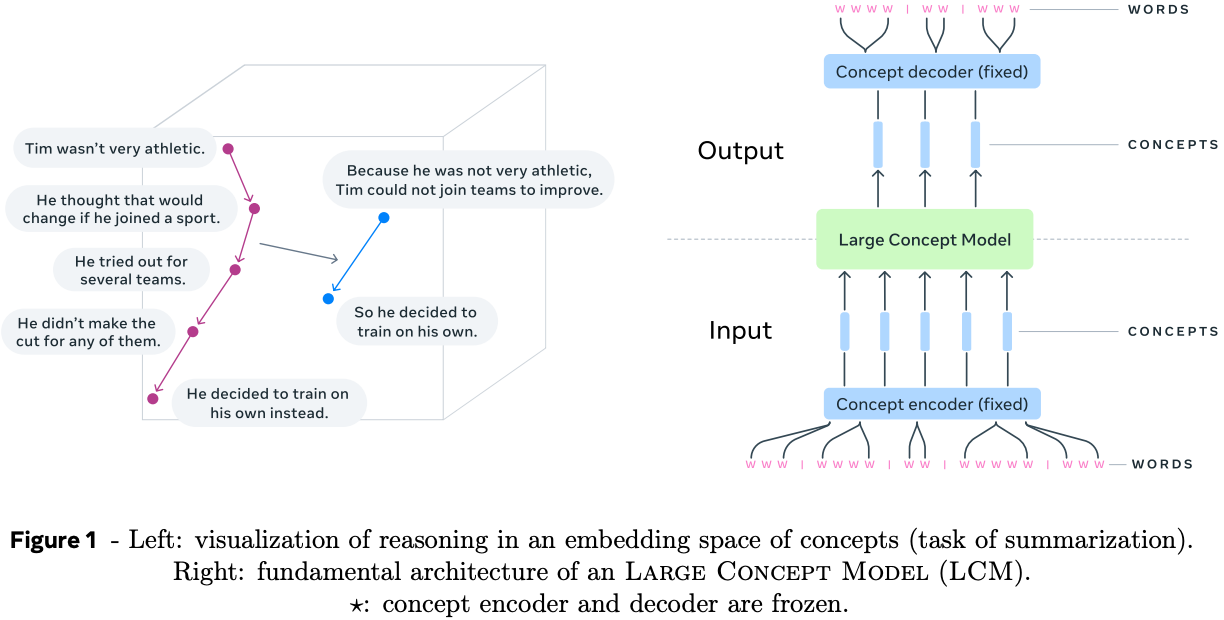 Tim wasn't very athletic.
He thought that would
change if he joined a sport.
He tried out for
several teams.
He didn't make the
cut for any of them.
He decided to train on
his own instead.
Because he was not very athletic,
Tim could not join teams to improve.
So he decided to
train on his own.
W W W W | W W | W W W
WORDS
Concept decoder (fixed)
Output
CONCEPTS
Large Concept Model
Input
CONCEPTS
Concept encoder (fixed)
W W W | W W W W | W W | W W W W W | W W W
WORDS
Figure 1 - Left: visualization of reasoning in an embedding space of concepts (task of summarization).
Right: fundamental architecture of an LARGE CONCEPT MODEL (LCM).
⋆: concept encoder and decoder are frozen.